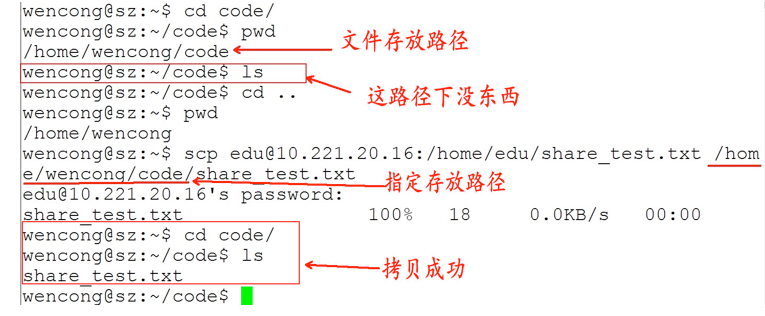 wencong@sz:~$ cd code/
wencong@sz:~/code$ pwd
/home/wencong/code
文件存放路径
wencong@sz:~/code$ ls
wencong@sz:~/code$ cd ..
这路径下没东西
wencong@sz:~$ pwd
/home/wencong
wencong@sz:~$ scp edu@10.221.20.16:/home/edu/share_test.txt /hom
e/wencong/code/share_test.txt
指定存放路径
edu@10.221.20.16's password:
share_test.txt 100% 18 0.0KB/s 00:00
wencong@sz:~$ cd code/
wencong@sz:~/code$ ls
share_test.txt
拷贝成功
wencong@sz:~/code$